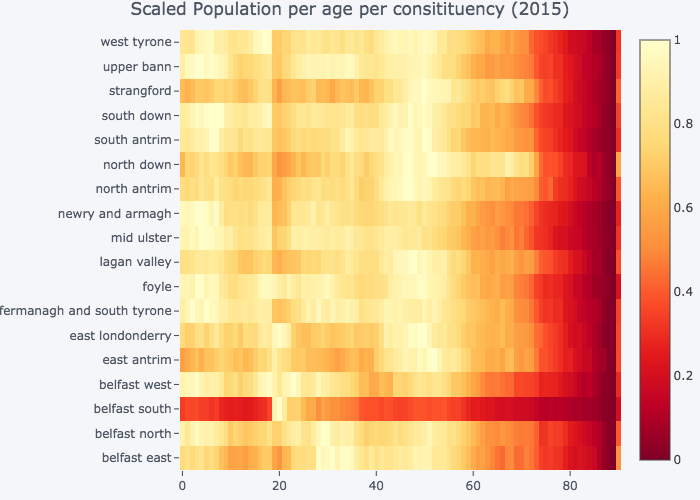 Scaled Population per age per consitituency (2015)
west tyrone
upper bann
strangford
south down
south antrim
north down
north antrim
newry and armagh
mid ulster
lagan valley
foyle
fermanagh and south tyrone
east londonderry
east antrim
belfast west
belfast south
belfast north
belfast east
0 20 40 60 80
1
0.8
0.6
0.4
0.2
0